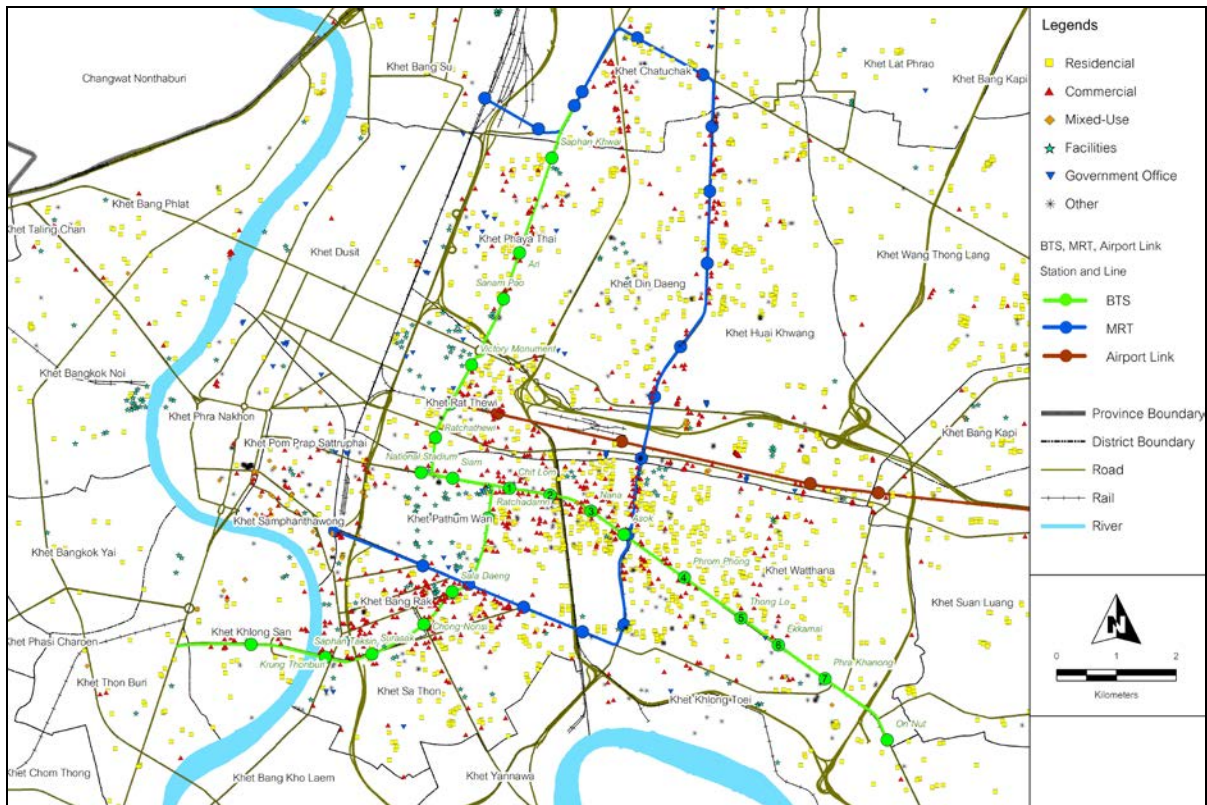 Legends
Residencial
Commercial
Mixed-Use
Facilities
Government Office
Other
BTS, MRT, Airport Link
Station and Line
BTS
MRT
Airport Link
Province Boundary
District Boundary
Road
Rail
River
N
0 1 2
Kilometers
Changwat Nonthaburi
Khet Bang Su
Khet Chatuchak
Khet Lat Phrao
Khet Bang Kapi
Saphan Khwai
Khet Bang Phlat
Khet Taling Chan
Khet Dusit
Khet Phaya Thai
Ari
Khet Wang Thong Lang
Khet Din Daeng
Sanam Pao
Khet Huai Khwang
Victory Monument
Khet Bangkok Noi
Khet Phra Nakhon
Khet Rat Thewi
Ratchathewi
Khet Bang Kapi
Khet Pom Prap Sattruphai
National Stadium
Siam
Chit Lom
1
2
Ratchadamri
Nana
3
Khet Samphanthawong
Khet Pathum Wan
Asok
Khet Bangkok Yai
Phrom Phong
4
Khet Watthana
Sala Daeng
Khet Bang Rak
Khet Suan Luang
Thong Lo
5
Chong Nonsi
Surasak
Saphan Taksin
Ekkamai
6
Khet Phasi Charoen
Khet Khlong San
Krung Thonburi
Phra Khanong
7
Khet Thon Buri
Khet Sa Thon
Khet Khlong Toei
On Nut
Khet Chom Thong
Khet Bang Kho Laem
Khet Yannawa